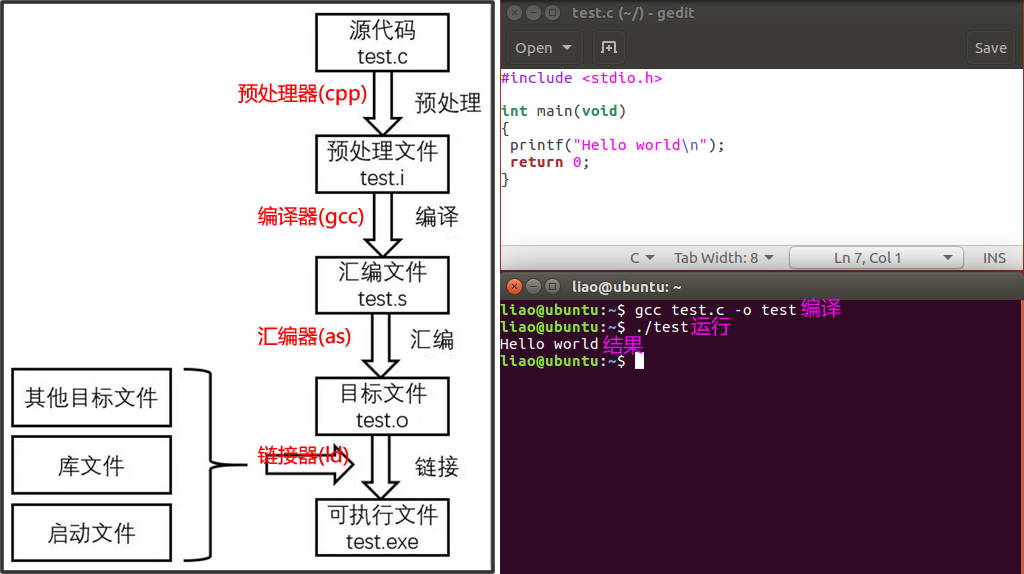 源代码
test.c
预处理器(cpp)
预处理
预处理文件
test.i
编译器(gcc)
编译
汇编文件
test.s
汇编器(as)
汇编
目标文件
test.o
其他目标文件
库文件
启动文件
链接器(ld)
链接
可执行文件
test.exe
test.c (~/) - gedit
Open
Save
#include <stdio.h>
int main(void)
{
printf("Hello world\n");
return 0;
}
C Tab Width: 8 Ln 7, Col 1 INS
liao@ubuntu: ~
liao@ubuntu:~$ gcc test.c -o test 编译
liao@ubuntu:~$ ./test 运行
Hello world 结果
liao@ubuntu:~$